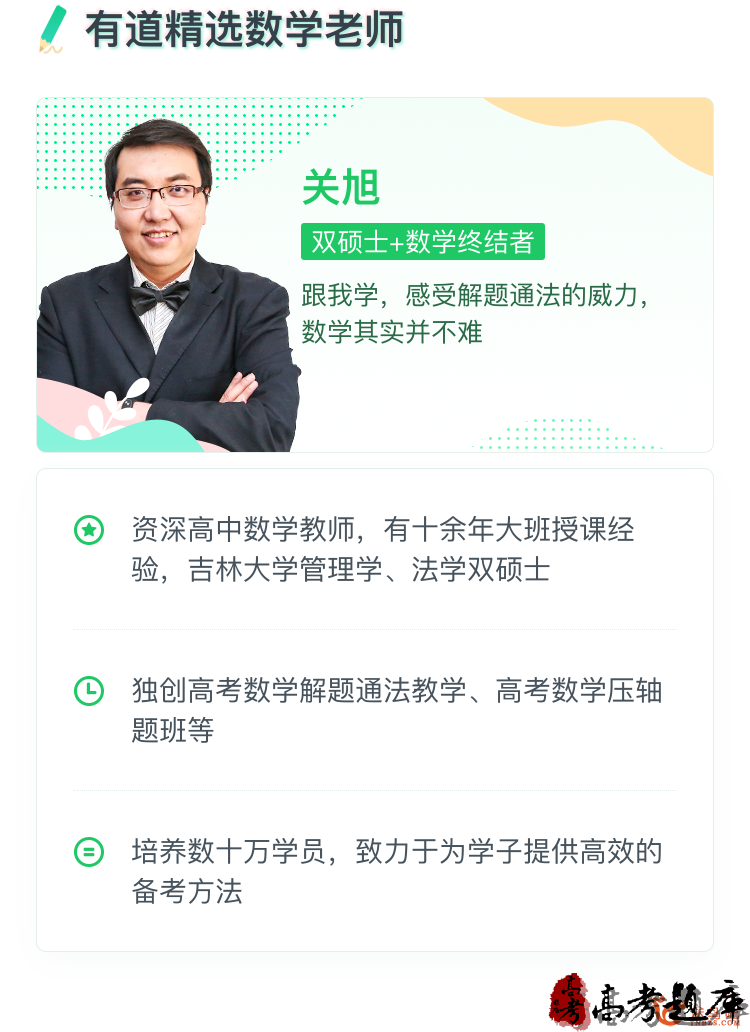 有道精选数学老师
关旭
双硕士+数学终结者
跟我学，感受解题通法的威力，
数学其实并不难
资深高中数学教师，有十余年大班授课经
验，吉林大学管理学、法学双硕士
独创高考数学解题通法教学、高考数学压轴
题班等
培养数十万学员，致力于为学子提供高效的
备考方法
高考
高考题库